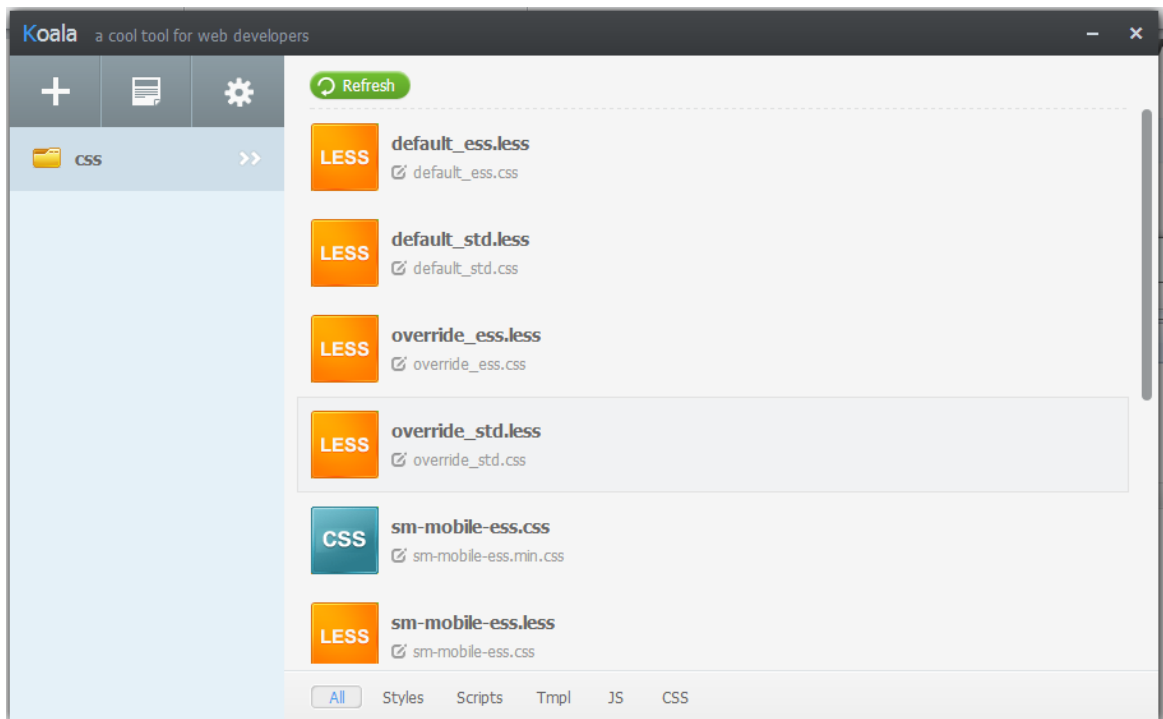 Koala a cool tool for web developers
Refresh
css
LESS
default_ess.less
default_ess.css
LESS
default_std.less
default_std.css
LESS
override_ess.less
override_ess.css
LESS
override_std.less
override_std.css
CSS
sm-mobile-ess.css
sm-mobile-ess.min.css
LESS
sm-mobile-ess.less
sm-mobile-ess.css
All Styles Scripts Tmpl JS CSS